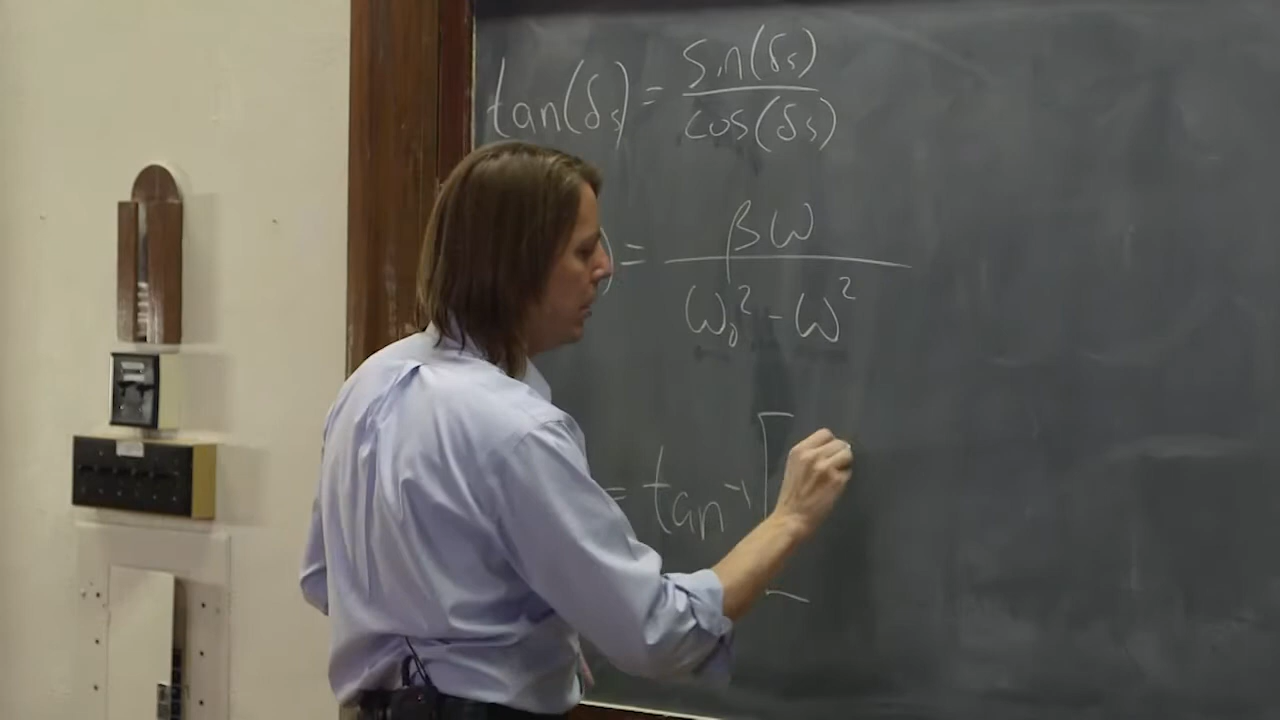 tan(δs) = sin(δs)/cos(δs)
) = βω/(ω₀² - ω²)
= tan⁻¹ [